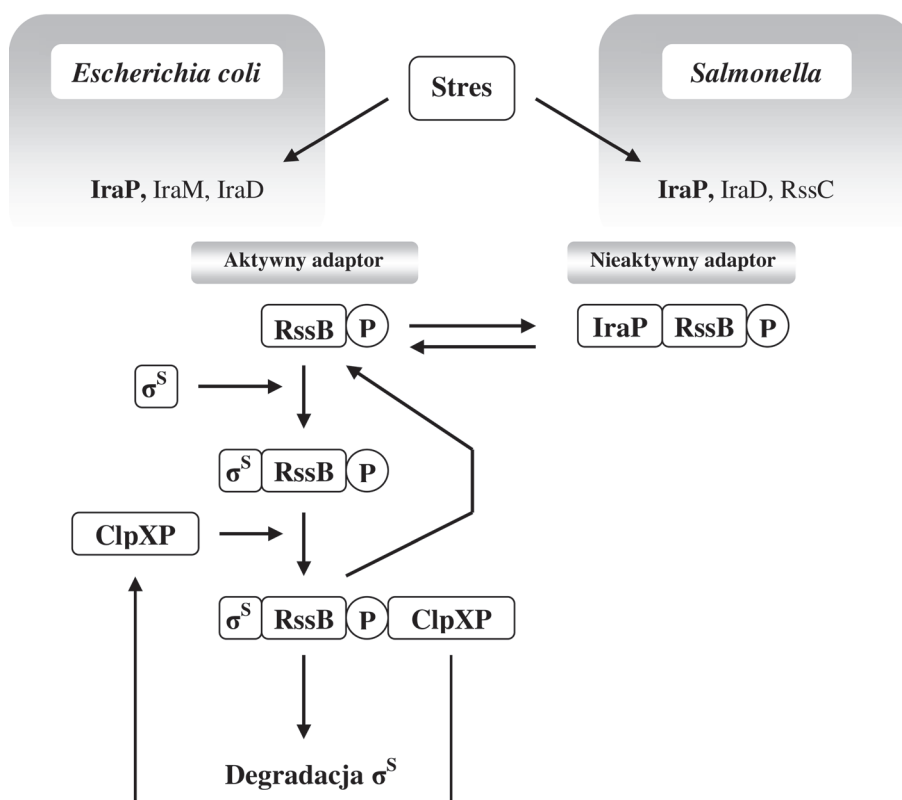 Escherichia coli
Stres
Salmonella
IraP, IraM, IraD
IraP, IraD, RssC
Aktywny adaptor
Nieaktywny adaptor
RssB P
IraP RssB P
σS
σS RssB P
ClpXP
σS RssB P ClpXP
Degradacja σS